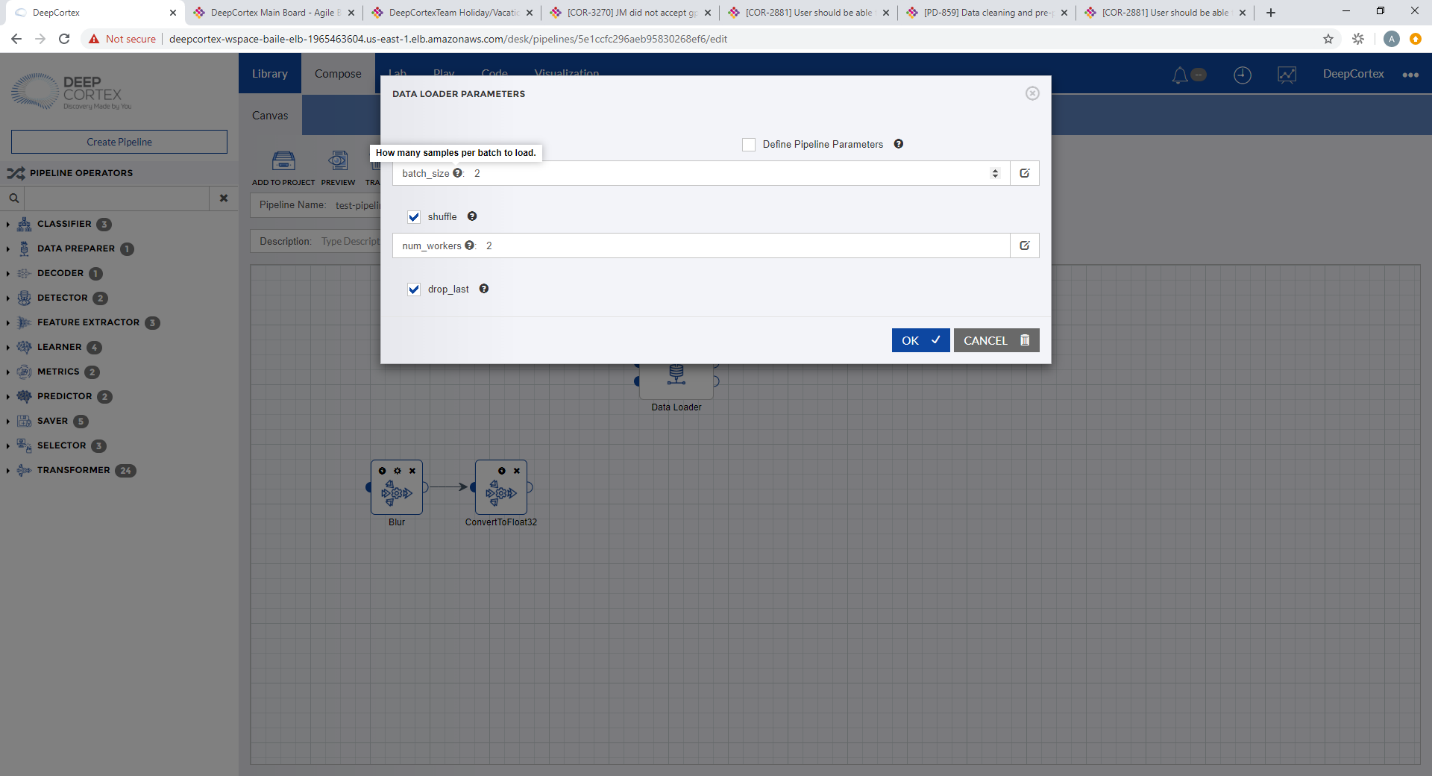 DeepCortex
DeepCortex Main Board - Agile B
DeepCortexTeam Holiday/Vacatio
[COR-3270] JM did not accept gp
[COR-2881] User should be able
[PD-859] Data cleaning and pre-p
[COR-2881] User should be able
Not secure
deepcortex-wspace-baile-elb-1965463604.us-east-1.elb.amazonaws.com/desk/pipelines/5e1ccfc296aeb95830268ef6/edit
A
DEEP
CORTEX
Discovery Made by You
Library
Compose
Lab
Play
Code
Visualization
DeepCortex
Canvas
Create Pipeline
PIPELINE OPERATORS
CLASSIFIER 3
DATA PREPARER 1
DECODER 1
DETECTOR 2
FEATURE EXTRACTOR 3
LEARNER 4
METRICS 2
PREDICTOR 2
SAVER 5
SELECTOR 3
TRANSFORMER 24
ADD TO PROJECT
PREVIEW
TRA
Pipeline Name: test-pipelin
Description: Type Descript
DATA LOADER PARAMETERS
Define Pipeline Parameters
How many samples per batch to load.
batch_size : 2
shuffle
num_workers : 2
drop_last
OK
CANCEL
Data Loader
Blur
ConvertToFloat32